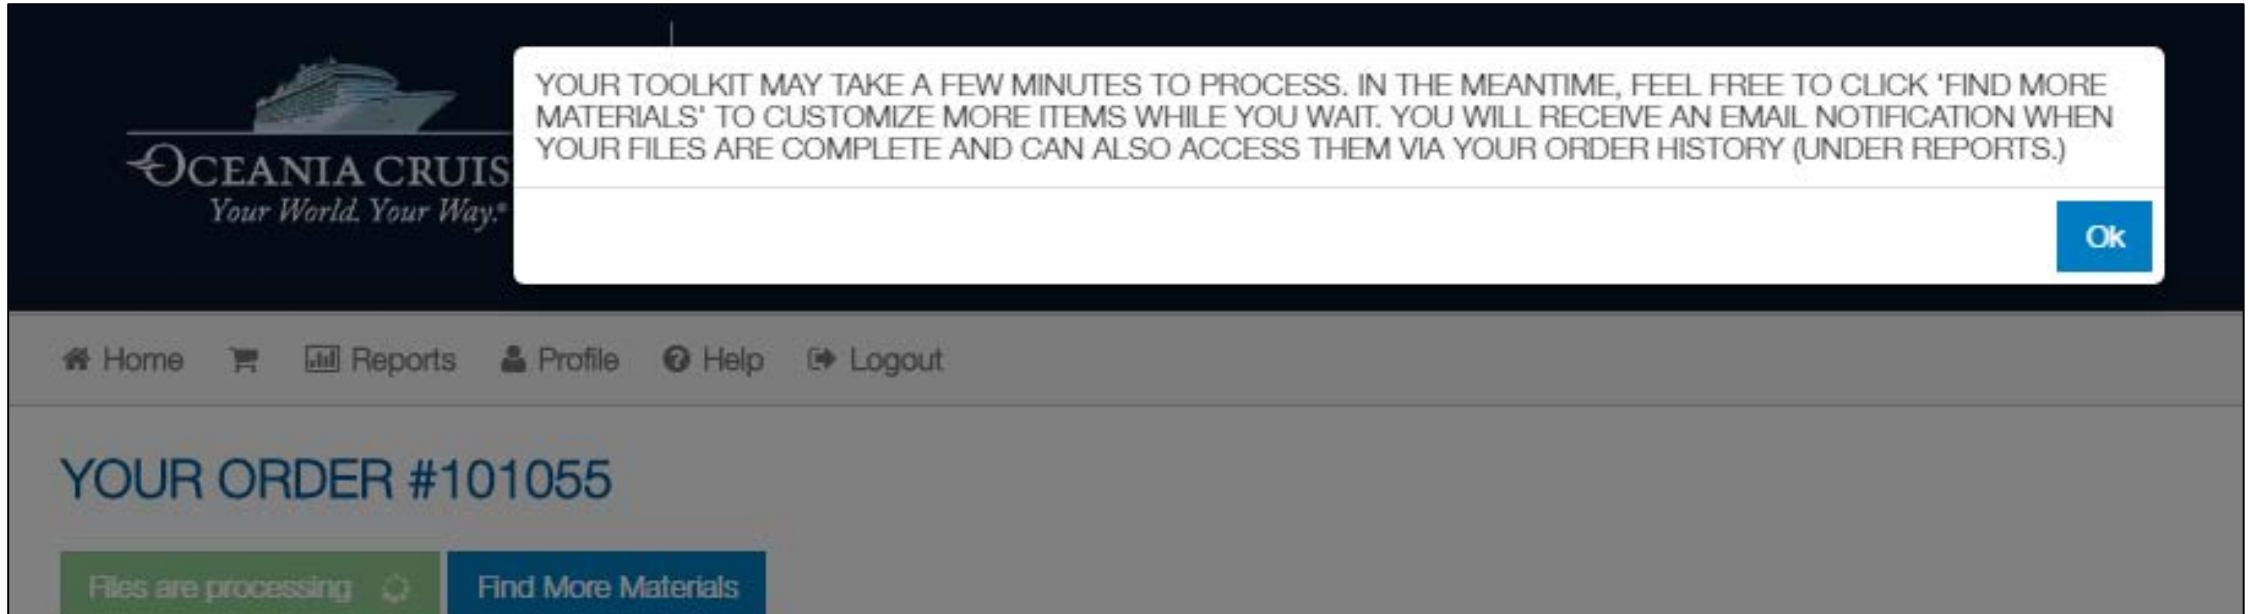 YOUR TOOLKIT MAY TAKE A FEW MINUTES TO PROCESS. IN THE MEANTIME, FEEL FREE TO CLICK 'FIND MORE
MATERIALS' TO CUSTOMIZE MORE ITEMS WHILE YOU WAIT. YOU WILL RECEIVE AN EMAIL NOTIFICATION WHEN
YOUR FILES ARE COMPLETE AND CAN ALSO ACCESS THEM VIA YOUR ORDER HISTORY (UNDER REPORTS.)
Ok
OCEANIA CRUIS
Your World. Your Way.®
Home Reports Profile Help Logout
YOUR ORDER #101055
Files are processing Find More Materials